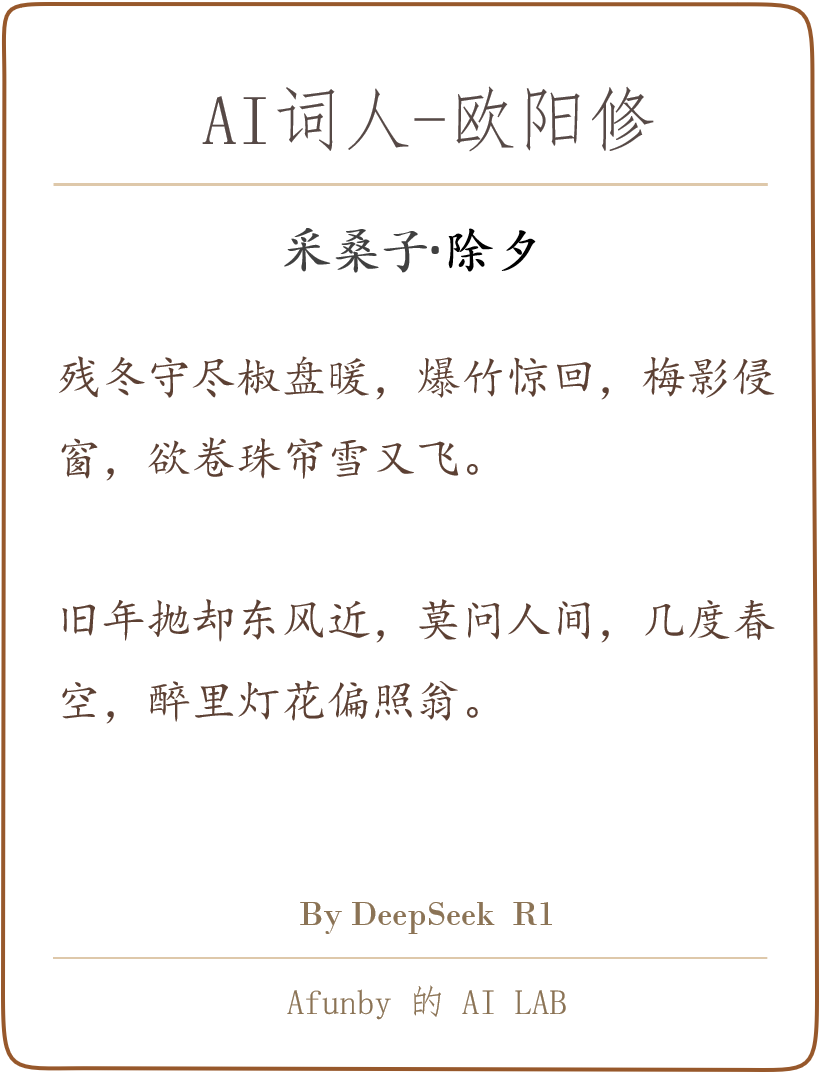 AI词人-欧阳修
采桑子·除夕
残冬守尽椒盘暖，爆竹惊回，梅影侵
窗，欲卷珠帘雪又飞。
旧年抛却东风近，莫问人间，几度春
空，醉里灯花偏照翁。
By DeepSeek R1
Afunby 的 AI LAB